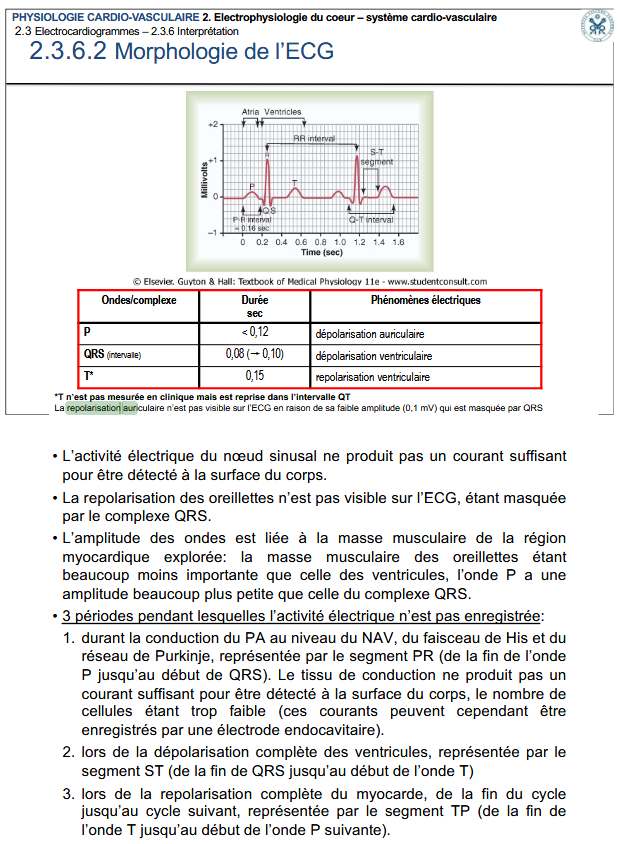 PHYSIOLOGIE CARDIO-VASCULAIRE 2. Electrophysiologie du coeur – système cardio-vasculaire
2.3 Electrocardiogrammes – 2.3.6 Interprétation
2.3.6.2 Morphologie de l'ECG
Atria Ventricles
+2
RR interval
R
S-T
segment
+1
Millivolts
P
T
0
QS
P-R interval
= 0.16 sec
Q-T interval
–1
0 0.2 0.4 0.6 0.8 1.0 1.2 1.4 1.6
Time (sec)
© Elsevier. Guyton & Hall: Textbook of Medical Physiology 11e - www.studentconsult.com
Ondes/complexe Durée sec Phénomènes électriques
P < 0,12 dépolarisation auriculaire
QRS (intervalle) 0,08 (→ 0,10) dépolarisation ventriculaire
T* 0,15 repolarisation ventriculaire
*T n'est pas mesurée en clinique mais est reprise dans l'intervalle QT
La repolarisation auriculaire n'est pas visible sur l'ECG en raison de sa faible amplitude (0,1 mV) qui est masquée par QRS
• L'activité électrique du nœud sinusal ne produit pas un courant suffisant
pour être détecté à la surface du corps.
• La repolarisation des oreillettes n'est pas visible sur l'ECG, étant masquée
par le complexe QRS.
• L'amplitude des ondes est liée à la masse musculaire de la région
myocardique explorée: la masse musculaire des oreillettes étant
beaucoup moins importante que celle des ventricules, l'onde P a une
amplitude beaucoup plus petite que celle du complexe QRS.
• 3 périodes pendant lesquelles l'activité électrique n'est pas enregistrée:
1. durant la conduction du PA au niveau du NAV, du faisceau de His et du
réseau de Purkinje, représentée par le segment PR (de la fin de l'onde
P jusqu'au début de QRS). Le tissu de conduction ne produit pas un
courant suffisant pour être détecté à la surface du corps, le nombre de
cellules étant trop faible (ces courants peuvent cependant être
enregistrés par une électrode endocavitaire).
2. lors de la dépolarisation complète des ventricules, représentée par le
segment ST (de la fin de QRS jusqu'au début de l'onde T)
3. lors de la repolarisation complète du myocarde, de la fin du cycle
jusqu'au cycle suivant, représentée par le segment TP (de la fin de
l'onde T jusqu'au début de l'onde P suivante).